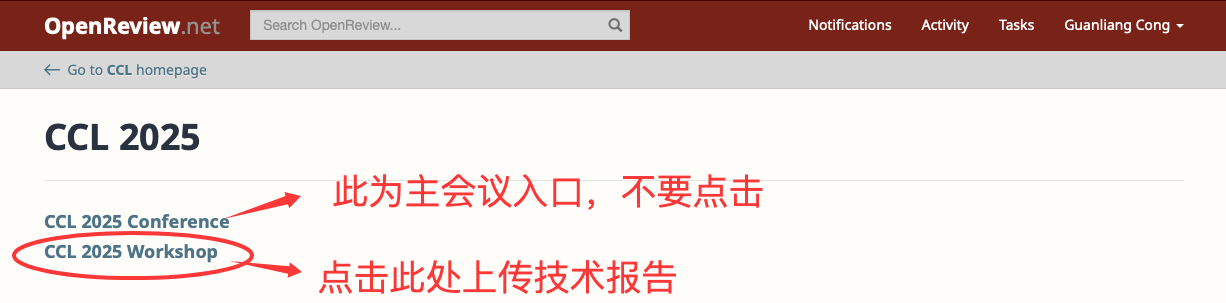 OpenReview.net Search OpenReview... Notifications Activity Tasks Guanliang Cong
← Go to CCL homepage
CCL 2025
此为主会议入口，不要点击
CCL 2025 Conference
CCL 2025 Workshop
点击此处上传技术报告